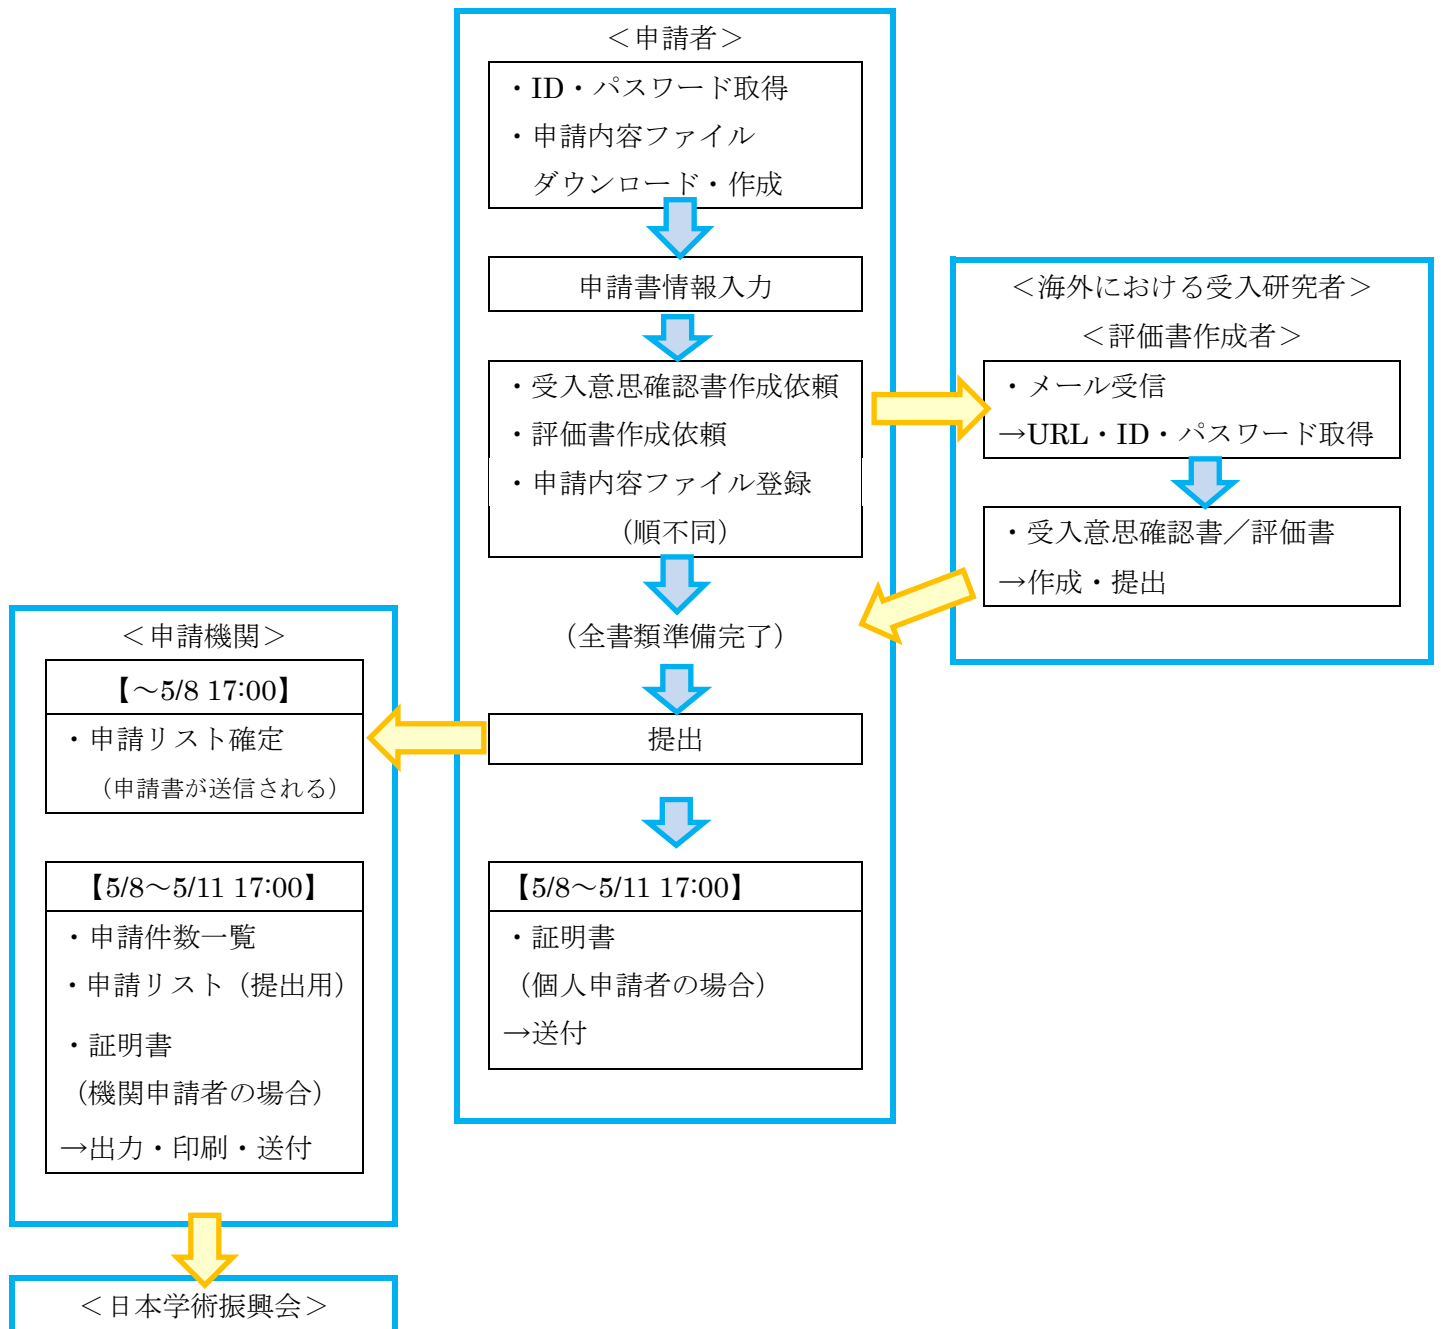 ＜申請者＞
・ID・パスワード取得
・申請内容ファイル
ダウンロード・作成
申請書情報入力
・受入意思確認書作成依頼
・評価書作成依頼
・申請内容ファイル登録
（順不同）
（全書類準備完了）
提出
【5/8～5/11 17:00】
・証明書
（個人申請者の場合）
→送付
＜海外における受入研究者＞
＜評価書作成者＞
・メール受信
→URL・ID・パスワード取得
・受入意思確認書／評価書
→作成・提出
＜申請機関＞
【～5/8 17:00】
・申請リスト確定
（申請書が送信される）
【5/8～5/11 17:00】
・申請件数一覧
・申請リスト（提出用）
・証明書
（機関申請者の場合）
→出力・印刷・送付
＜日本学術振興会＞